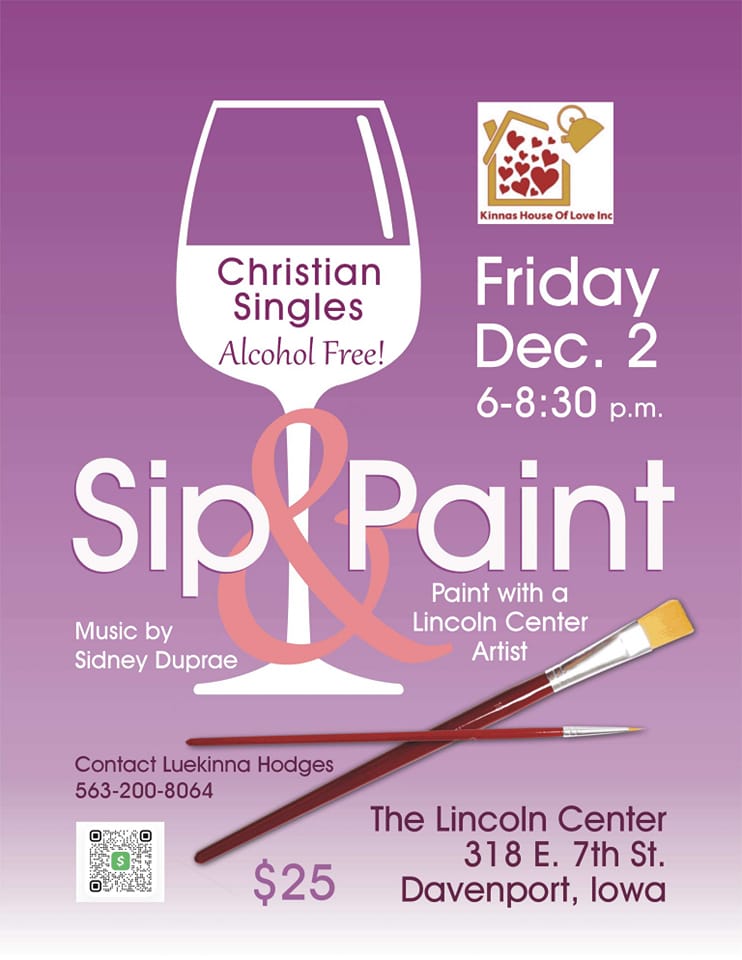 Kinnas House Of Love Inc
Christian
Singles
Alcohol Free!
Friday
Dec. 2
6-8:30 p.m.
Sip & Paint
Paint with a
Lincoln Center
Artist
Music by
Sidney Duprae
Contact Luekinna Hodges
563-200-8064
$
$25
The Lincoln Center
318 E. 7th St.
Davenport, Iowa